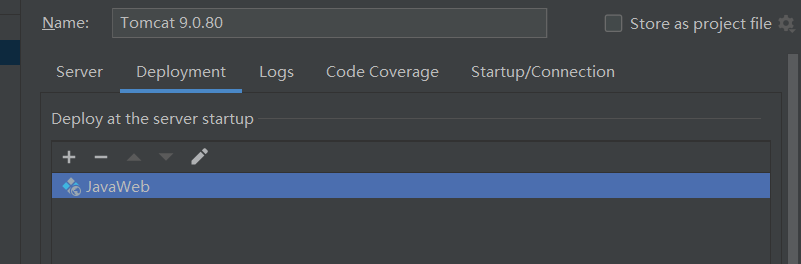 Name: Tomcat 9.0.80 Store as project file
Server Deployment Logs Code Coverage Startup/Connection
Deploy at the server startup
JavaWeb